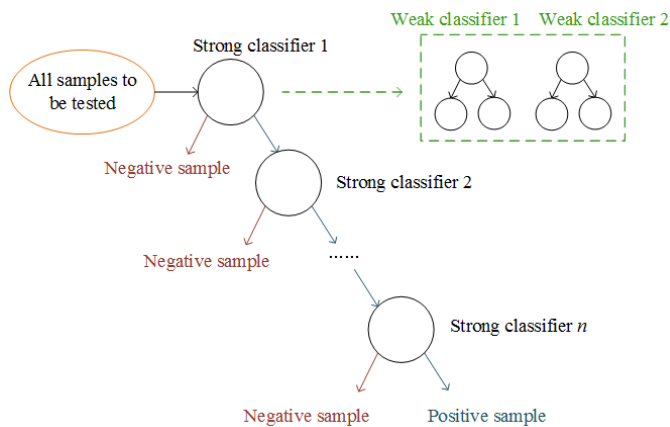 Weak classifier 1
Weak classifier 2
Strong classifier 1
All samples to
be tested
Negative sample
Strong classifier 2
Negative sample
......
Strong classifier n
Negative sample
Positive sample